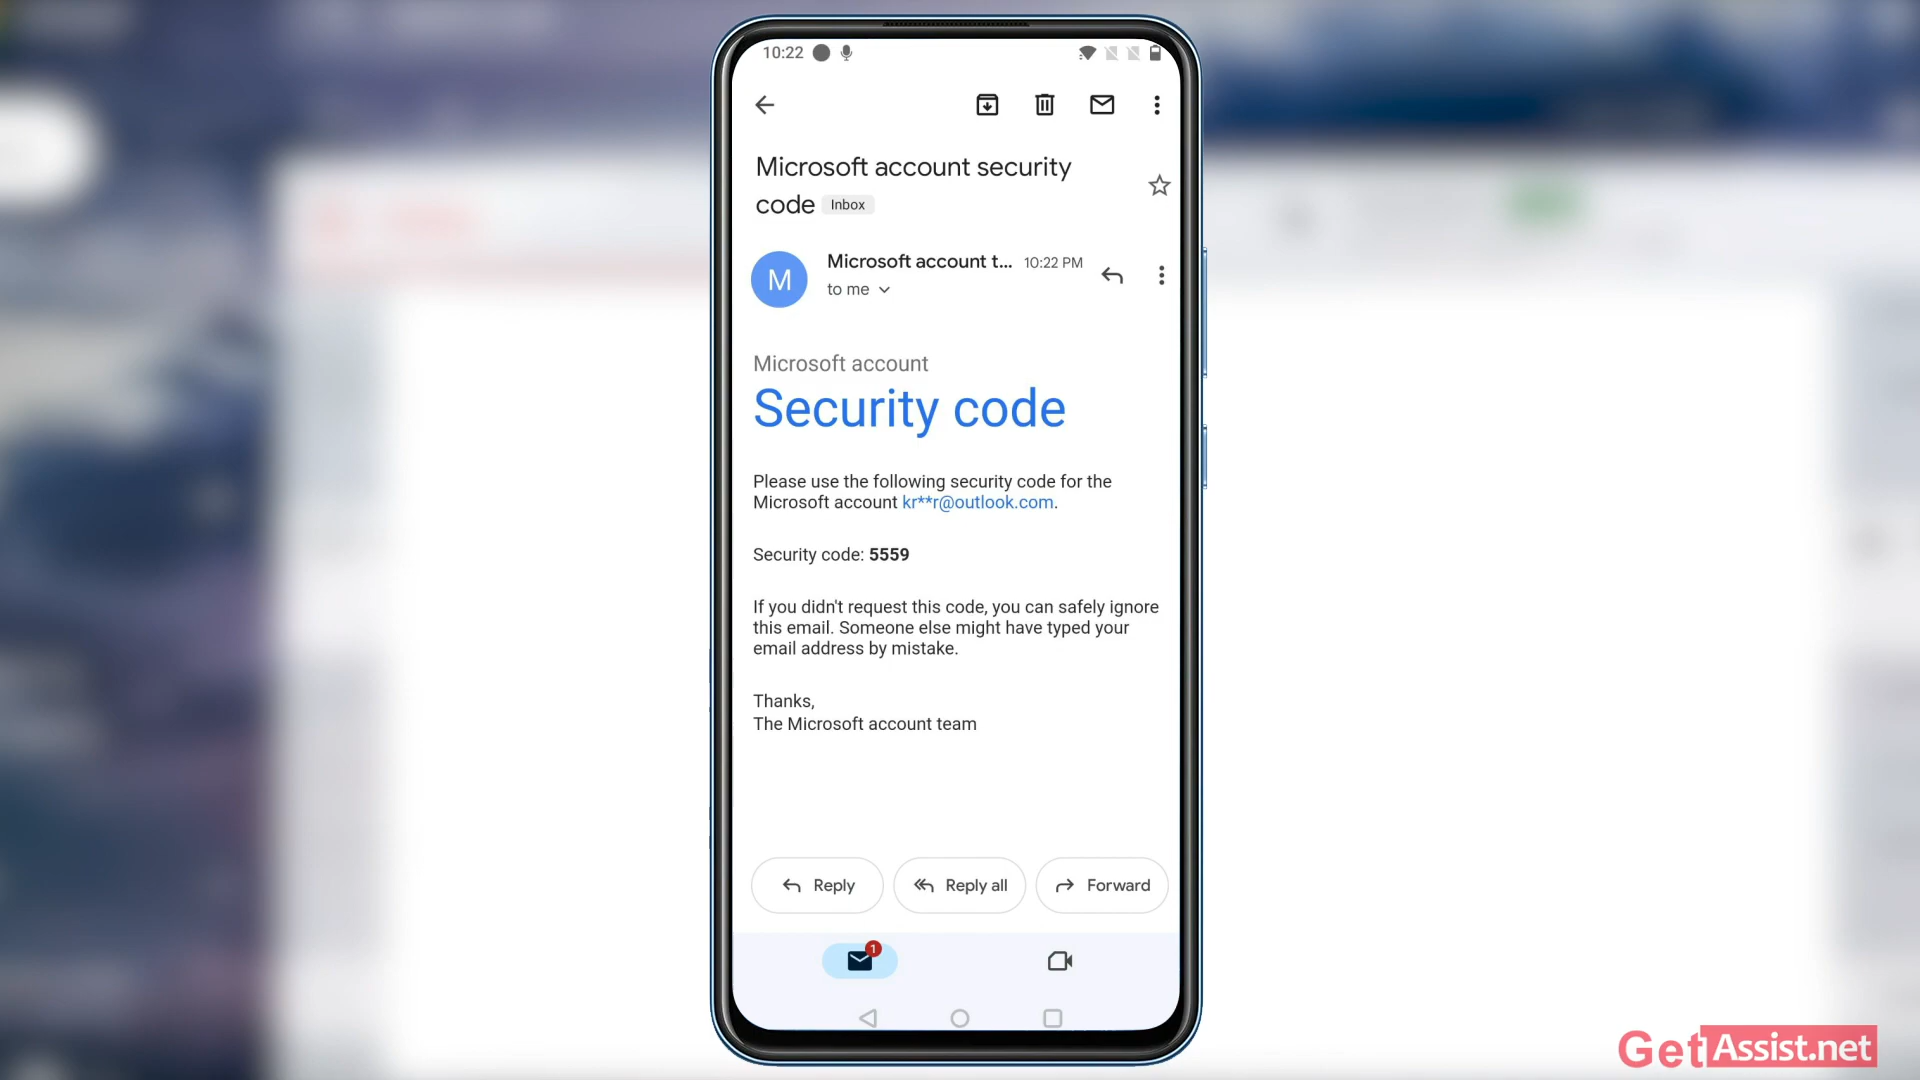 10:22
Microsoft account security
code Inbox
M
Microsoft account t... 10:22 PM
to me
Microsoft account
Security code
Please use the following security code for the
Microsoft account kr**r@outlook.com.
Security code: 5559
If you didn't request this code, you can safely ignore
this email. Someone else might have typed your
email address by mistake.
Thanks,
The Microsoft account team
Reply Reply all Forward
1
GetAssist.net